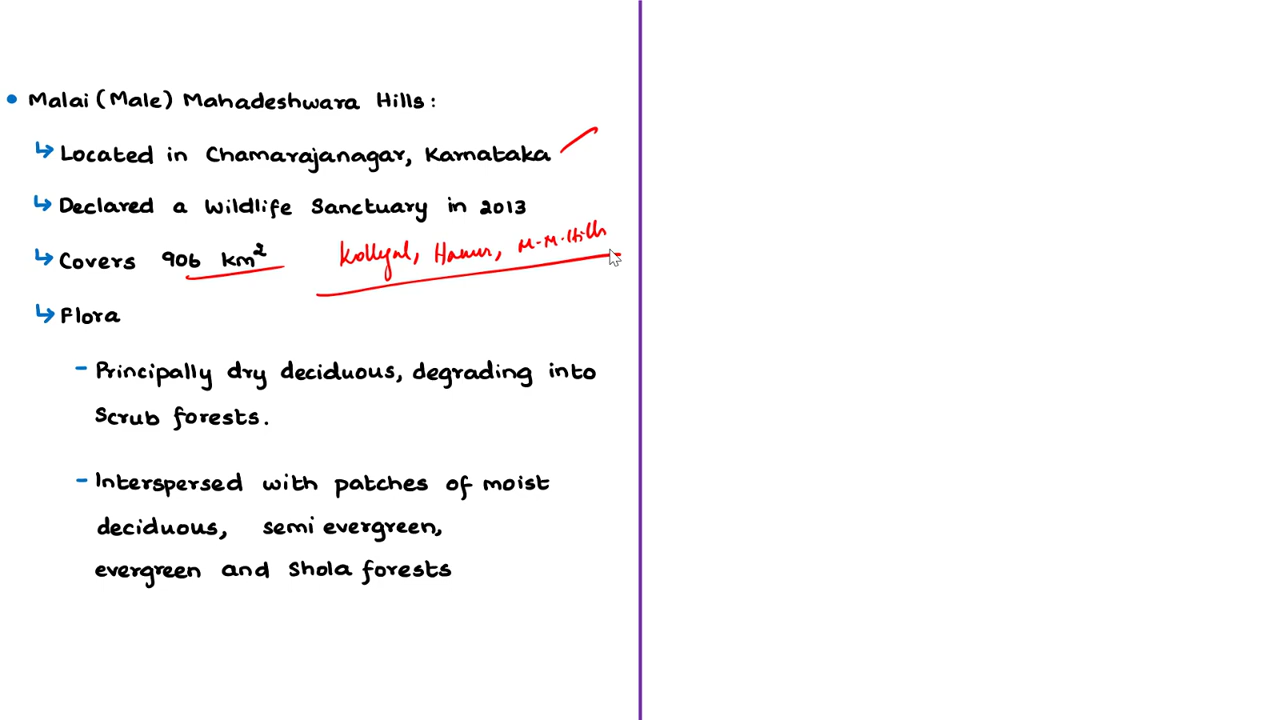 • Malai (Male) Mahadeshwara Hills:
↳ Located in Chamarajanagar, Karnataka ✓
↳ Declared a Wildlife Sanctuary in 2013
↳ Covers 906 km² Kollegal, Hanur, M.M.Hills
↳ Flora
- Principally dry deciduous, degrading into
Scrub forests.
- Interspersed with patches of moist
deciduous, semi evergreen,
evergreen and Shola forests